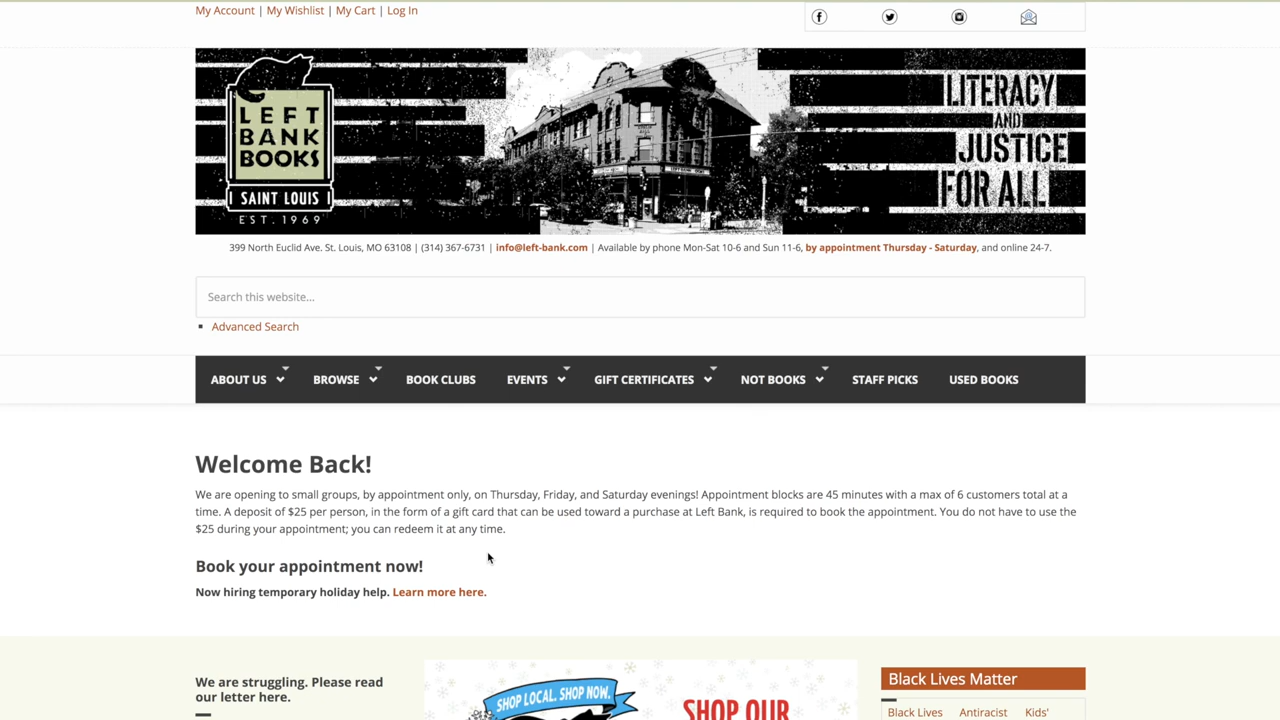 My Account | My Wishlist | My Cart | Log In
LEFT
BANK
BOOKS
SAINT LOUIS
EST. 1969
LITERACY
AND
JUSTICE
FOR ALL
399 North Euclid Ave. St. Louis, MO 63108 | (314) 367-6731 | info@left-bank.com | Available by phone Mon-Sat 10-6 and Sun 11-6, by appointment Thursday - Saturday, and online 24-7.
Search this website...
Advanced Search
ABOUT US BROWSE BOOK CLUBS EVENTS GIFT CERTIFICATES NOT BOOKS STAFF PICKS USED BOOKS
Welcome Back!
We are opening to small groups, by appointment only, on Thursday, Friday, and Saturday evenings! Appointment blocks are 45 minutes with a max of 6 customers total at a
time. A deposit of $25 per person, in the form of a gift card that can be used toward a purchase at Left Bank, is required to book the appointment. You do not have to use the
$25 during your appointment; you can redeem it at any time.
Book your appointment now!
Now hiring temporary holiday help. Learn more here.
We are struggling. Please read
our letter here.
SHOP LOCAL. SHOP NOW.
SHOP OUR
Black Lives Matter
Black Lives Antiracist Kids'